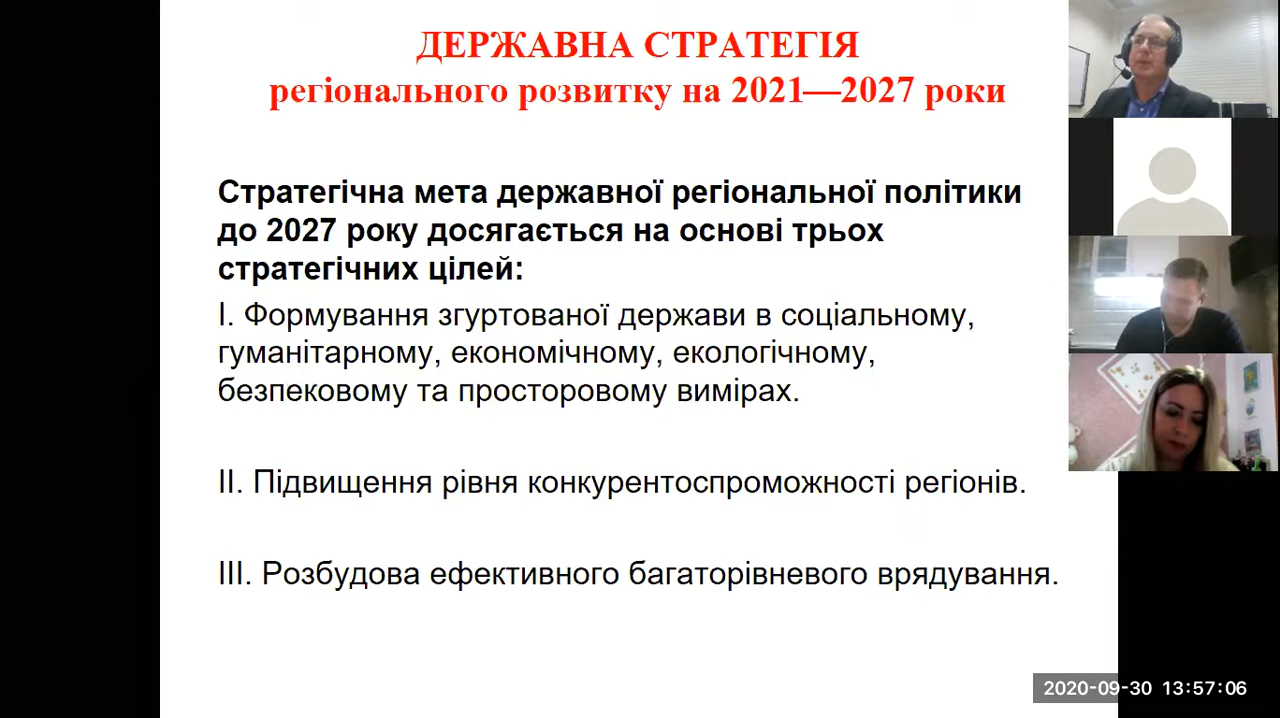 ДЕРЖАВНА СТРАТЕГІЯ
регіонального розвитку на 2021—2027 роки
Стратегічна мета державної регіональної політики
до 2027 року досягається на основі трьох
стратегічних цілей:
І. Формування згуртованої держави в соціальному,
гуманітарному, економічному, екологічному,
безпековому та просторовому вимірах.
ІІ. Підвищення рівня конкурентоспроможності регіонів.
ІІІ. Розбудова ефективного багаторівневого врядування.
2020-09-30 13:57:06